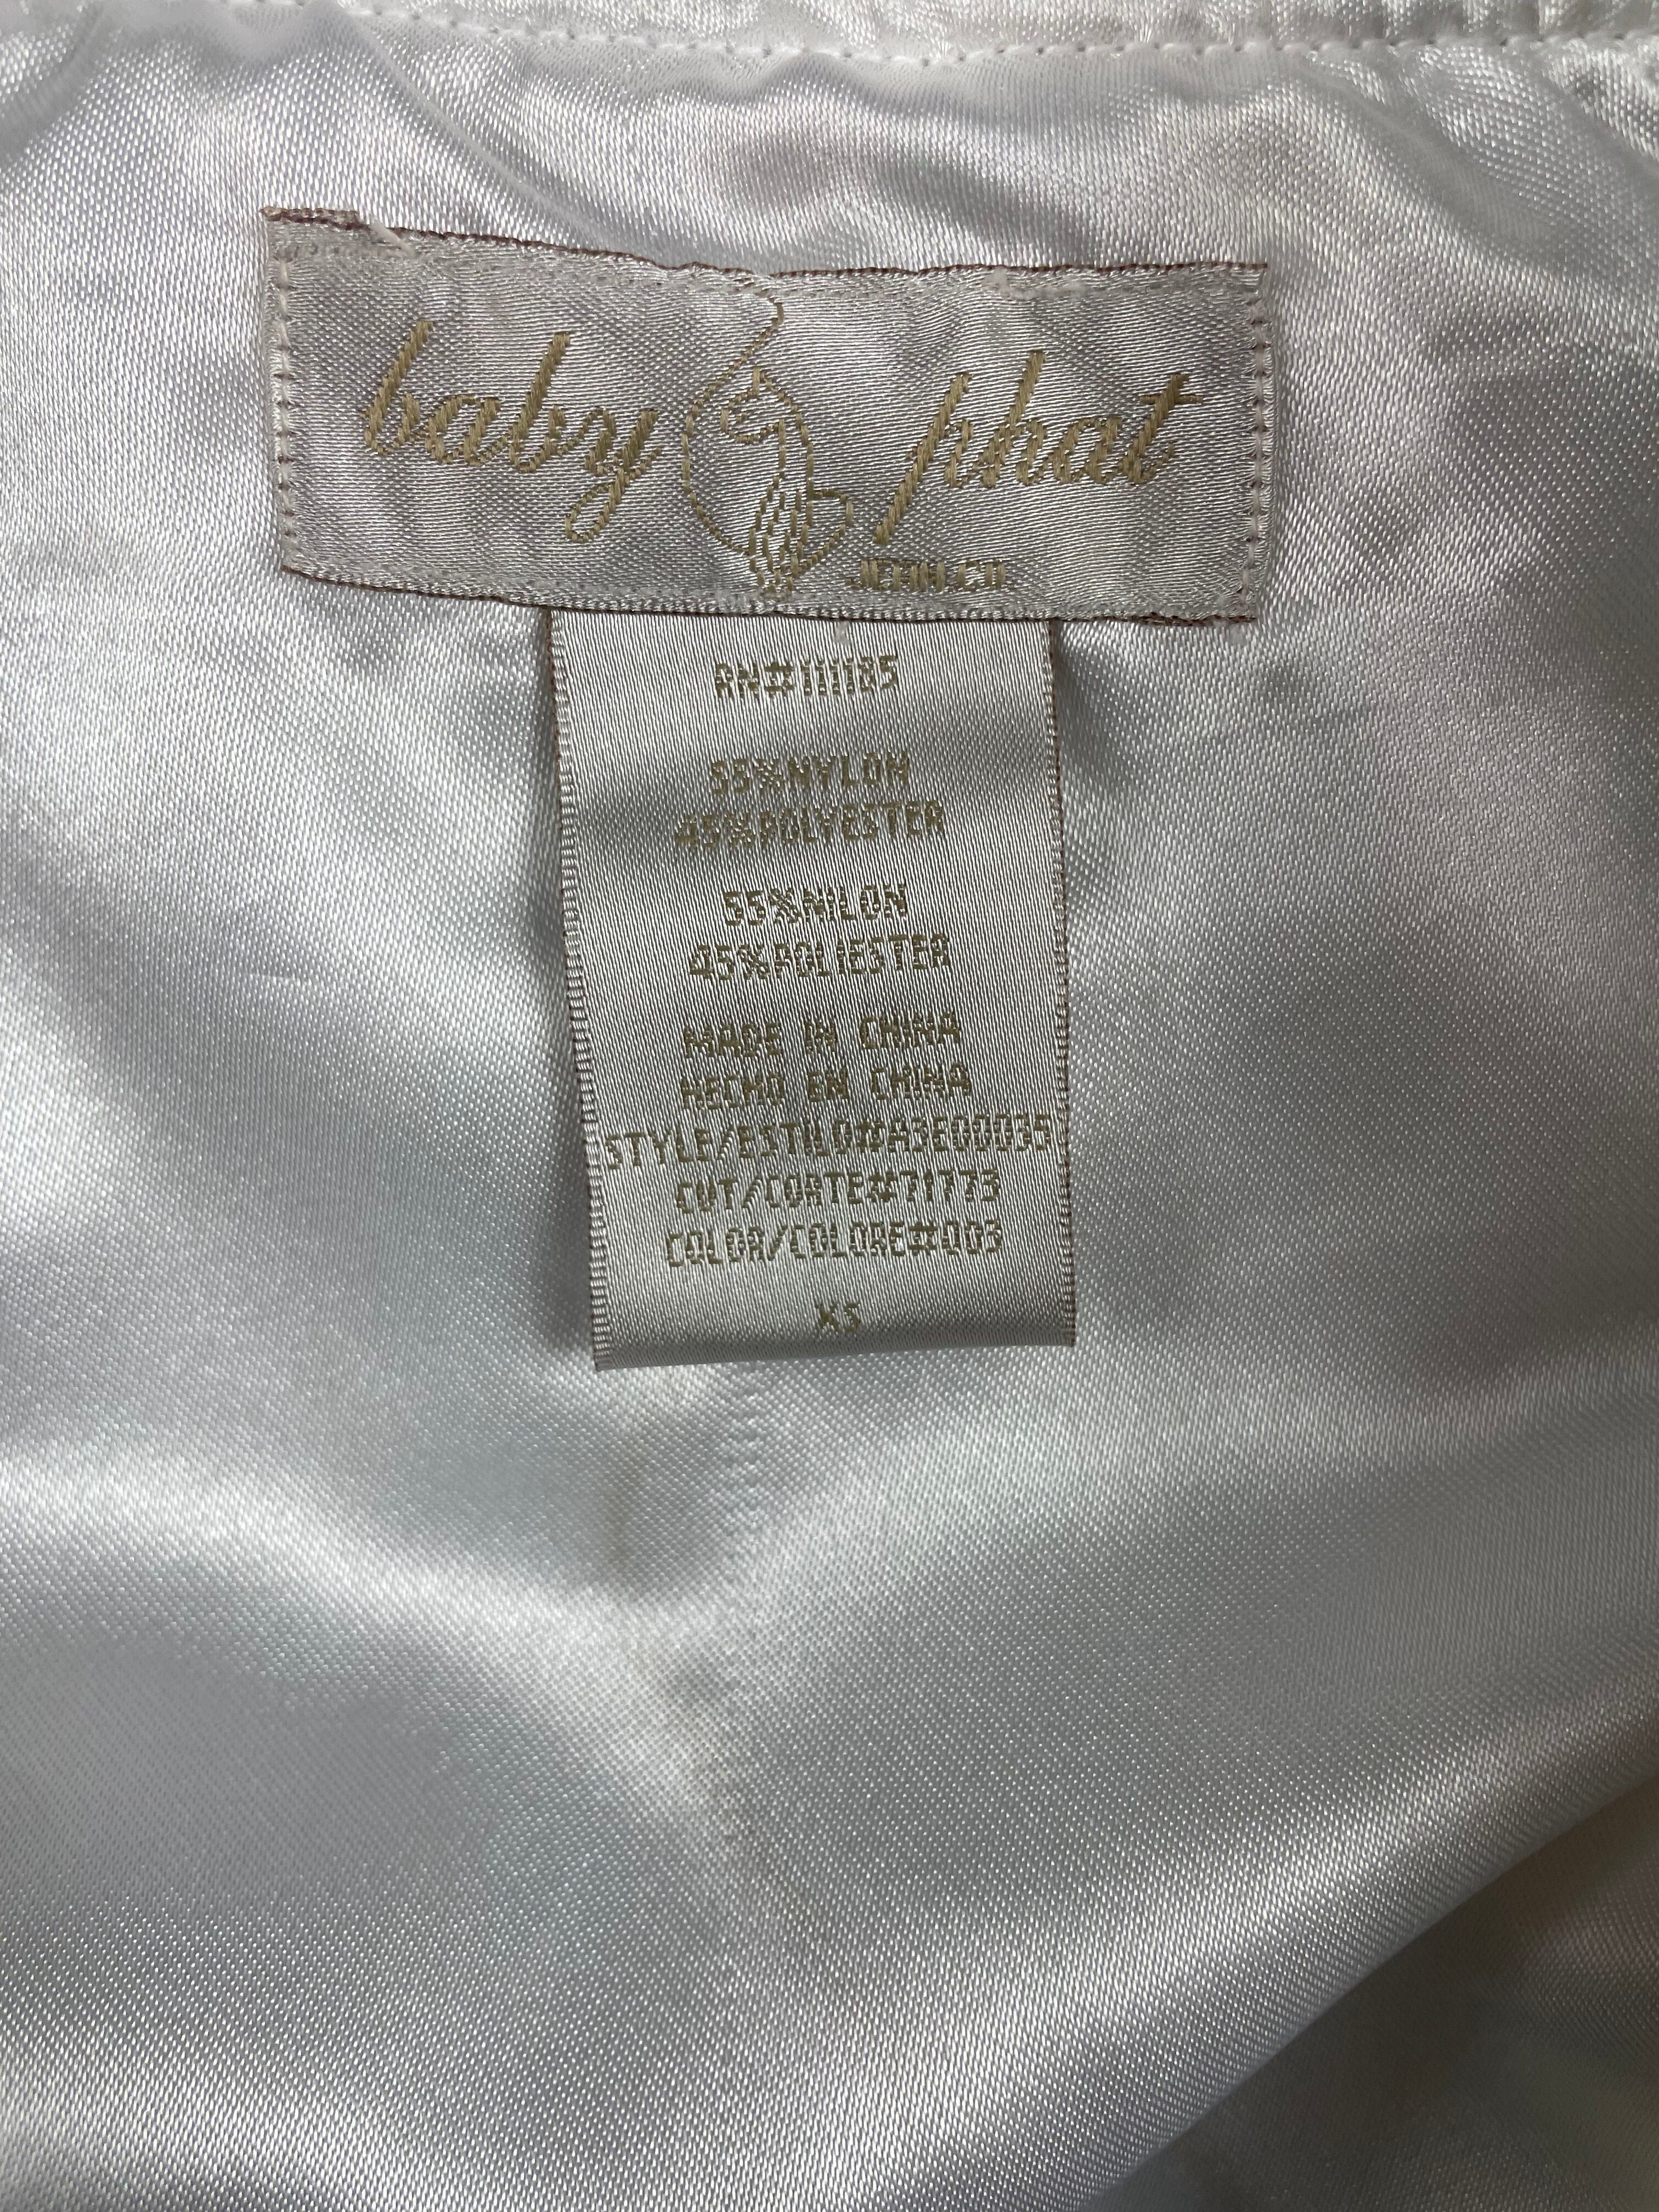 baby phat
JEAN CO.
RN#111185
55%NYLON
45%POLYESTER
55%NILON
45%POLIESTER
MADE IN CHINA
HECHO EN CHINA
STYLE/ESTILO#A3E00035
CUT/CORTE#71773
COLOR/COLORE#003
XS